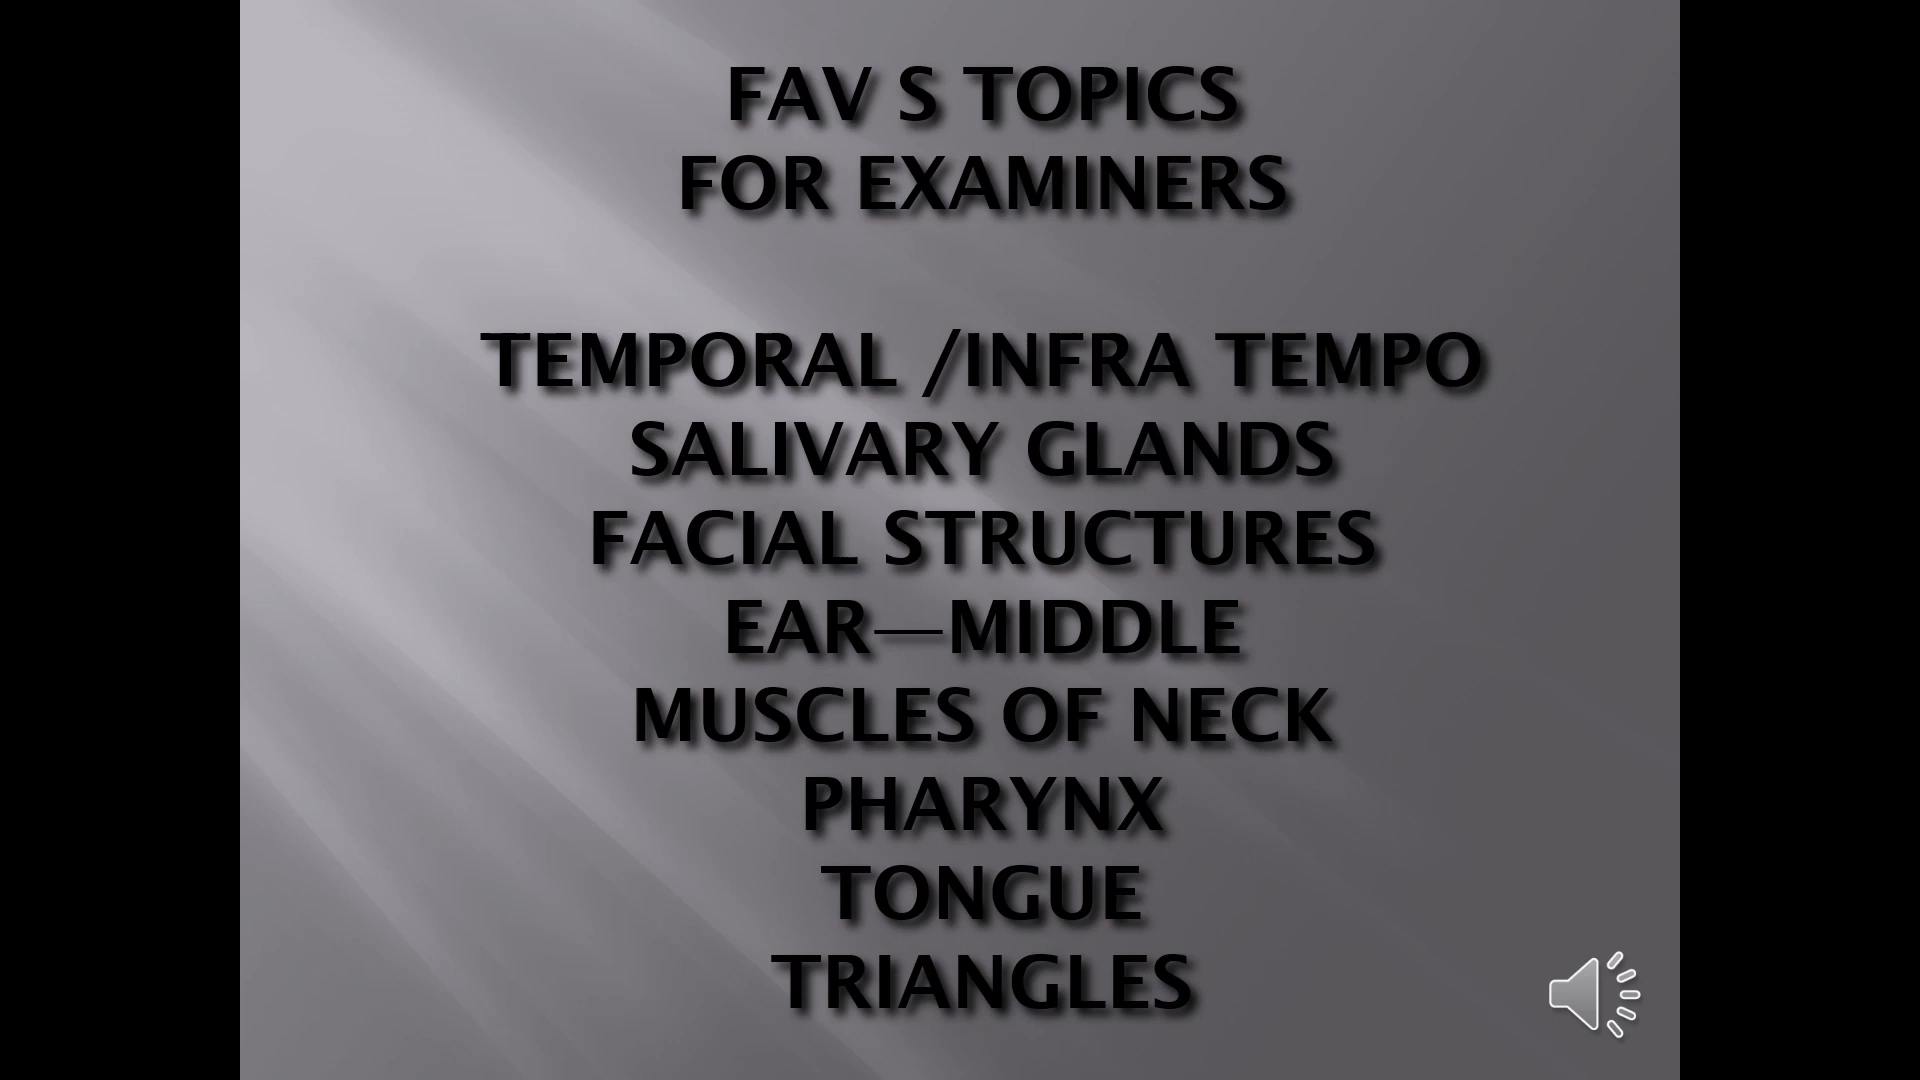 FAV S TOPICS
FOR EXAMINERS
TEMPORAL /INFRA TEMPO
SALIVARY GLANDS
FACIAL STRUCTURES
EAR—MIDDLE
MUSCLES OF NECK
PHARYNX
TONGUE
TRIANGLES